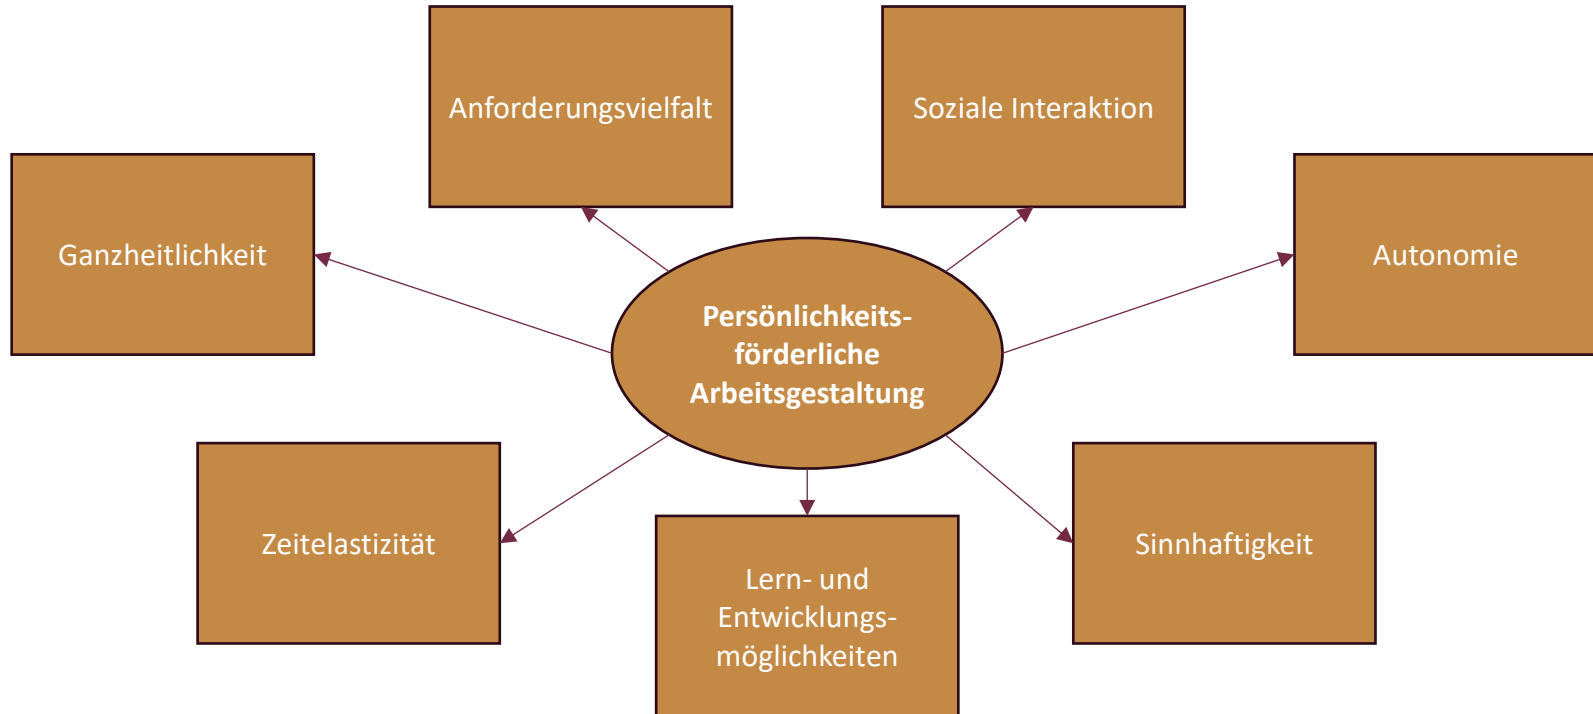 Anforderungsvielfalt
Soziale Interaktion
Ganzheitlichkeit
Autonomie
Persönlichkeits-
förderliche
Arbeitsgestaltung
Zeitelastizität
Lern- und
Entwicklungs-
möglichkeiten
Sinnhaftigkeit